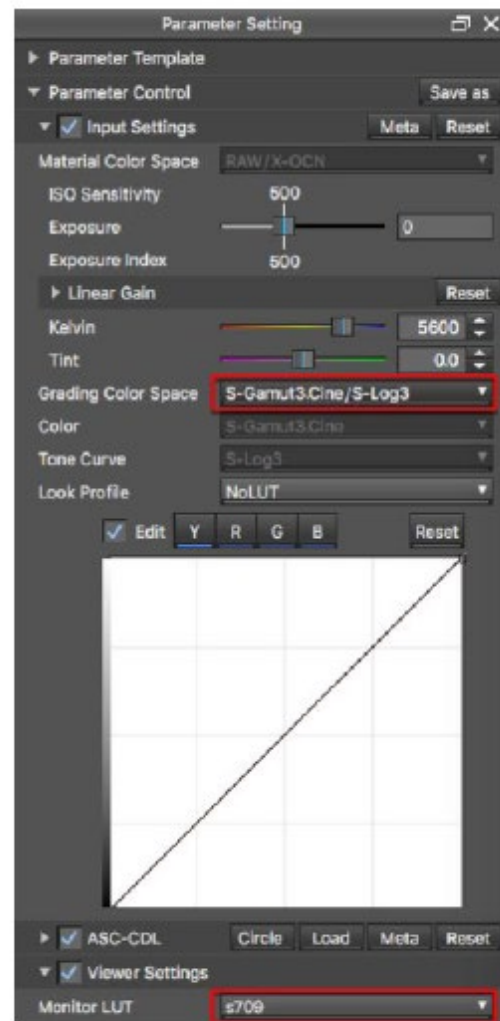 Parameter Setting
Parameter Template
Parameter Control Save as
Input Settings Meta Reset
Material Color Space RAW/X-OCN
ISO Sensitivity 500
Exposure 0
Exposure Index 500
Linear Gain Reset
Kelvin 5600
Tint 0.0
Grading Color Space S-Gamut3.Cine/S-Log3
Color S-Gamut3.Cine
Tone Curve S-Log3
Look Profile NoLUT
Edit Y R G B Reset
ASC-CDL Circle Load Meta Reset
Viewer Settings
Monitor LUT s709